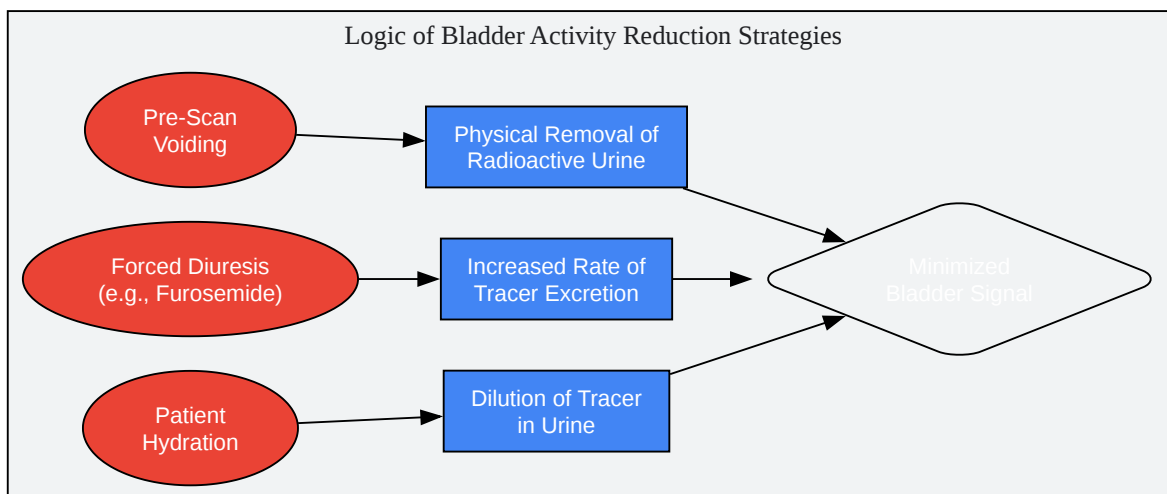 Logic of Bladder Activity Reduction Strategies
Pre-Scan
Voiding
Physical Removal of
Radioactive Urine
Forced Diuresis
(e.g., Furosemide)
Increased Rate of
Tracer Excretion
Minimized
Bladder Signal
Patient
Hydration
Dilution of Tracer
in Urine